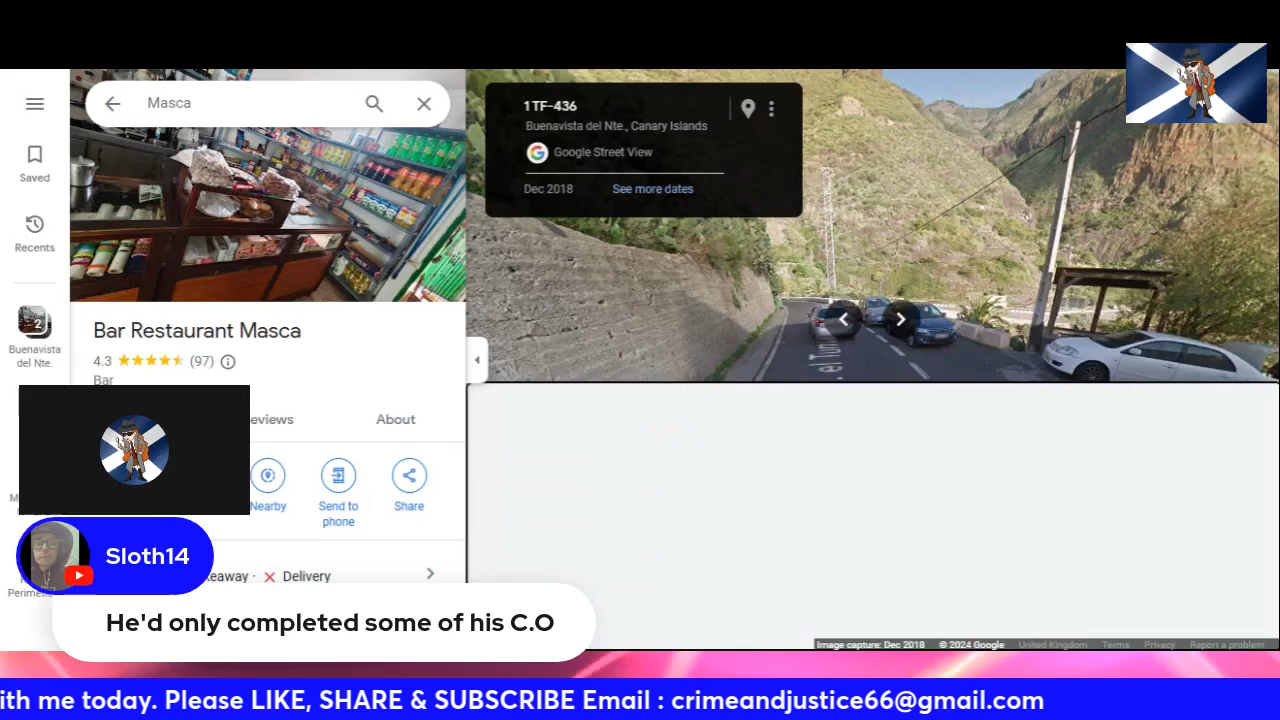 Masca
Saved
Recents
2
Buenavista
del Nte.
Bar Restaurant Masca
4.3 (97)
Bar
eviews
About
Nearby
Send to
phone
Share
eaway · Delivery
1 TF-436
Buenavista del Nte., Canary Islands
Google Street View
Dec 2018
See more dates
Sloth14
He'd only completed some of his C.O
Image capture: Dec 2018 © 2024 Google United Kingdom Terms Privacy Report a problem
ith me today. Please LIKE, SHARE & SUBSCRIBE Email : crimeandjustice66@gmail.com